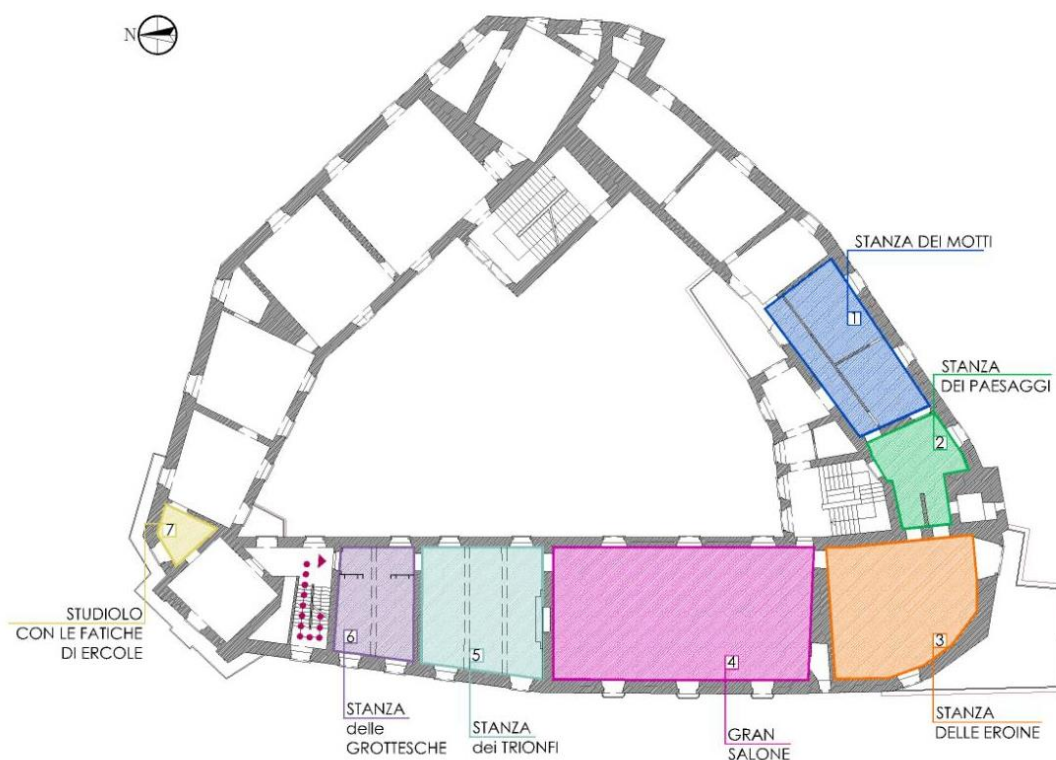 N
STANZA DEI MOTTI
1
STANZA
DEI PAESAGGI
2
7
STUDIOLO
CON LE FATICHE
DI ERCOLE
6
5
4
3
STANZA
delle
GROTTESCHE
STANZA
dei TRIONFI
GRAN
SALONE
STANZA
DELLE EROINE